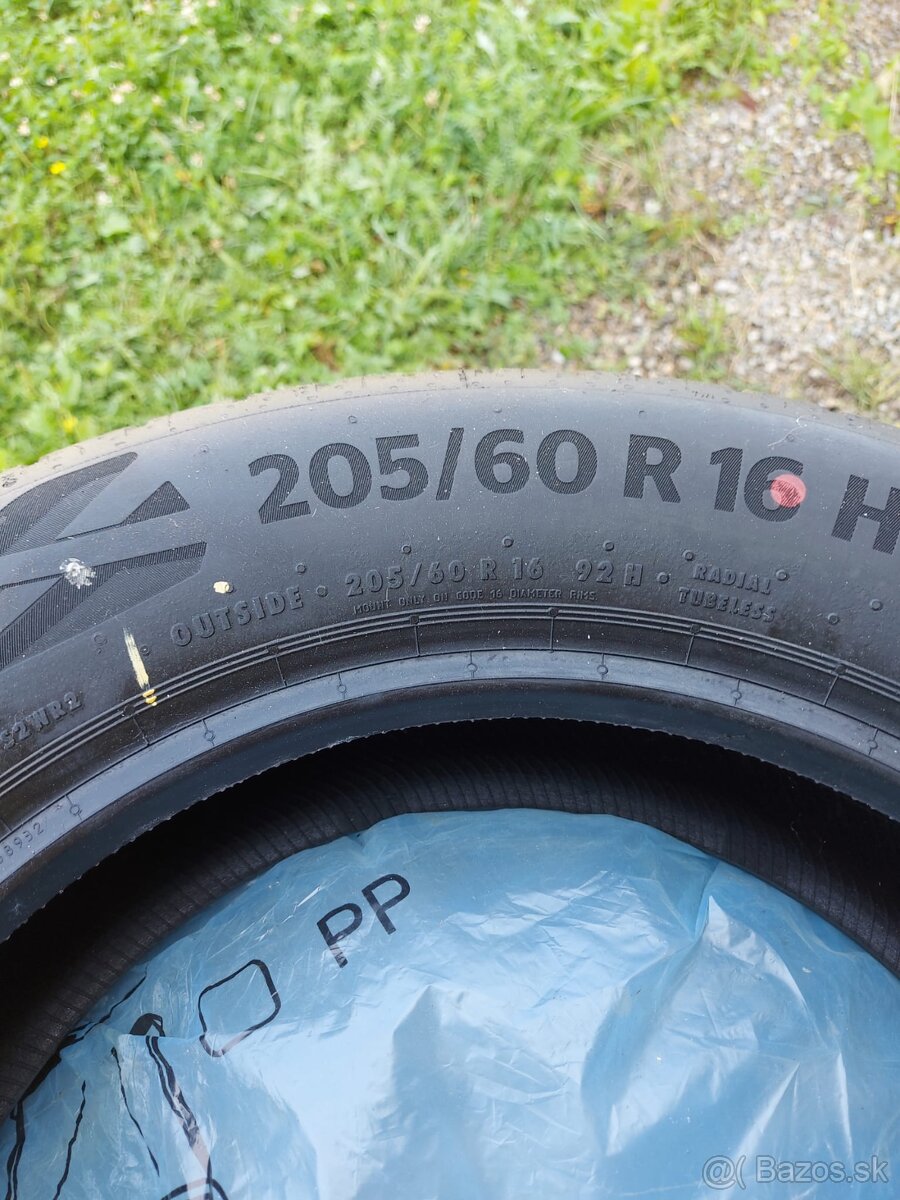 205/60 R 16 H
OUTSIDE • 205/60 R 16 92 H • RADIAL
TUBELESS
MOUNT ONLY ON CODE 16 DIAMETER RIMS
PP
@( Bazos.sk